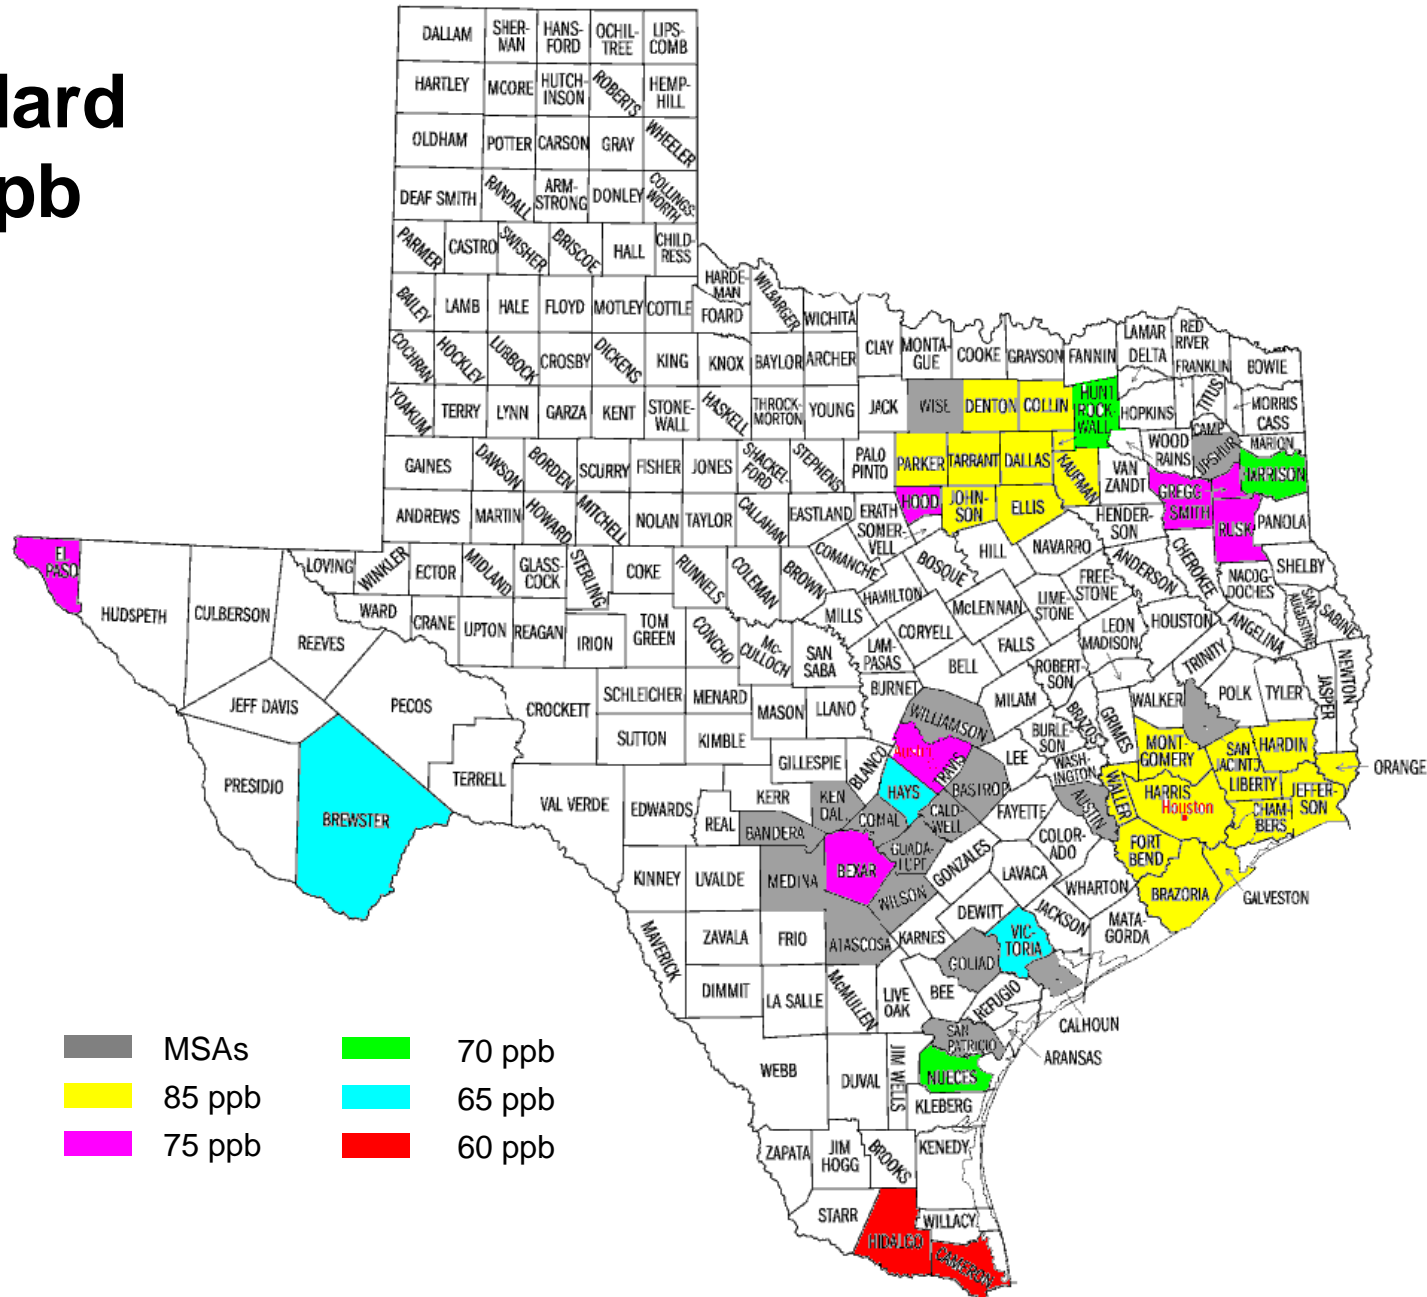 lard
pb
DALLAM
SHER-
MAN
HANS-
FORD
OCHIL-
TREE
LIPS-
COMB
HARTLEY
MOORE
HUTCH-
INSON
ROBERTS
HEMP-
HILL
OLDHAM
POTTER
CARSON
GRAY
WHEELER
DEAF SMITH
RANDALL
ARM-
STRONG
DONLEY
COLLINGS-
WORTH
PARMER
CASTRO
SWISHER
BRISCOE
HALL
CHILD-
RESS
HARDE-
MAN
BAILEY
LAMB
HALE
FLOYD
MOTLEY
COTTLE
FOARD
WILBARGER
WICHITA
COCHRAN
HOCKLEY
LUBBOCK
CROSBY
DICKENS
KING
KNOX
BAYLOR
ARCHER
CLAY
MONTA-
GUE
COOKE
GRAYSON
FANNIN
LAMAR
RED
RIVER
DELTA
FRANKLIN
BOWIE
YOAKUM
TERRY
LYNN
GARZA
KENT
STONE-
WALL
HASKELL
THROCK-
MORTON
YOUNG
JACK
WISE
DENTON
COLLIN
HUNT
ROCK-
WALL
HOPKINS
TITUS
MORRIS
CASS
CAMP
MARION
GAINES
DAWSON
BORDEN
SCURRY
FISHER
JONES
SHACKEL-
FORD
STEPHENS
PALO
PINTO
PARKER
TARRANT
DALLAS
KAUFMAN
VAN
ZANDT
WOOD
RAINS
UPSHUR
HARRISON
GREGG
SMITH
RUSK
PANOLA
ANDREWS
MARTIN
HOWARD
MITCHELL
NOLAN
TAYLOR
CALLAHAN
EASTLAND
ERATH
HOOD
SOMER-
VELL
JOHN-
SON
ELLIS
HENDER-
SON
EL
PASO
HUDSPETH
CULBERSON
REEVES
LOVING
WINKLER
ECTOR
MIDLAND
GLASS-
COCK
STERLING
COKE
RUNNELS
COLEMAN
BROWN
COMANCHE
BOSQUE
HILL
NAVARRO
ANDERSON
CHEROKEE
NACOG-
DOCHES
SHELBY
WARD
CRANE
UPTON
REAGAN
IRION
TOM
GREEN
CONCHO
Mc-
CULLOCH
SAN
SABA
MILLS
HAMILTON
CORYELL
McLENNAN
LIME-
STONE
FREE-
STONE
LEON
MADISON
HOUSTON
ANGELINA
SAN
AUGUSTINE
SABINE
LAM-
PASAS
BELL
FALLS
ROBERT-
SON
TRINITY
POLK
TYLER
JASPER
NEWTON
JEFF DAVIS
PECOS
CROCKETT
SCHLEICHER
MENARD
MASON
LLANO
BURNET
WILLIAMSON
MILAM
BRAZOS
GRIMES
WALKER
PRESIDIO
BREWSTER
TERRELL
VAL VERDE
SUTTON
KIMBLE
GILLESPIE
BLANCO
Austin
TRAVIS
LEE
BURLE-
SON
WASH-
INGTON
MONT-
GOMERY
SAN
JACINTO
HARDIN
LIBERTY
ORANGE
JEFFER-
SON
CHAM-
BERS
EDWARDS
REAL
KERR
KEN
DAL
BANDERA
COMAL
HAYS
BASTROP
CALD-
WELL
FAYETTE
AUSTIN
WALLER
HARRIS
Houston
FORT
BEND
KINNEY
UVALDE
MEDINA
BEXAR
GUADA-
LUPE
WILSON
GONZALES
LAVACA
COLOR-
ADO
WHARTON
BRAZORIA
GALVESTON
MAVERICK
ZAVALA
FRIO
ATASCOSA
KARNES
DEWITT
VIC-
TORIA
JACKSON
MATA-
GORDA
DIMMIT
LA SALLE
McMULLEN
LIVE
OAK
BEE
GOLIAD
REFUGIO
CALHOUN
ARANSAS
SAN
PATRICIO
WEBB
DUVAL
JIM WELLS
NUECES
KLEBERG
ZAPATA
JIM
HOGG
BROOKS
KENEDY
STARR
HIDALGO
WILLACY
CAMERON
MSAs
85 ppb
75 ppb
70 ppb
65 ppb
60 ppb